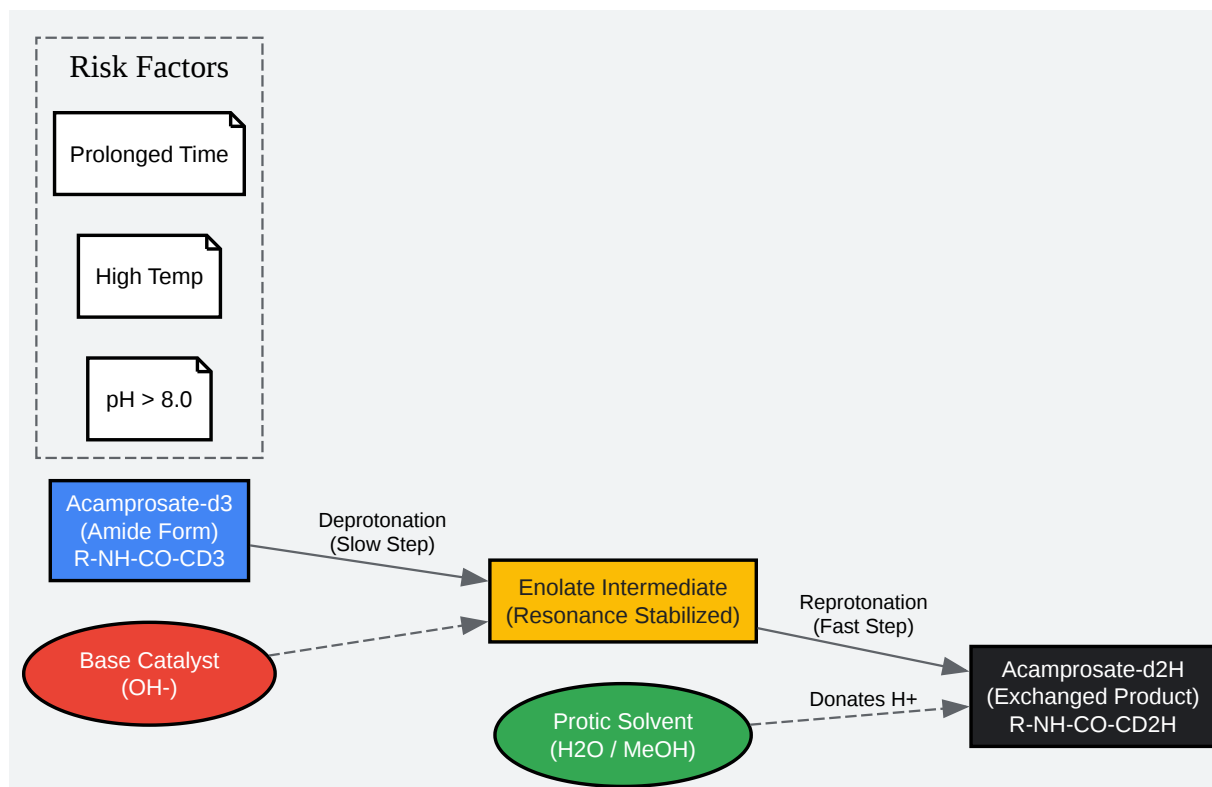 Risk Factors
Prolonged Time
High Temp
pH > 8.0
Acamprosate-d3
(Amide Form)
R-NH-CO-CD3
Deprotonation
(Slow Step)
Base Catalyst
(OH-)
Enolate Intermediate
(Resonance Stabilized)
Reprotonation
(Fast Step)
Protic Solvent
(H2O / MeOH)
Donates H+
Acamprosate-d2H
(Exchanged Product)
R-NH-CO-CD2H